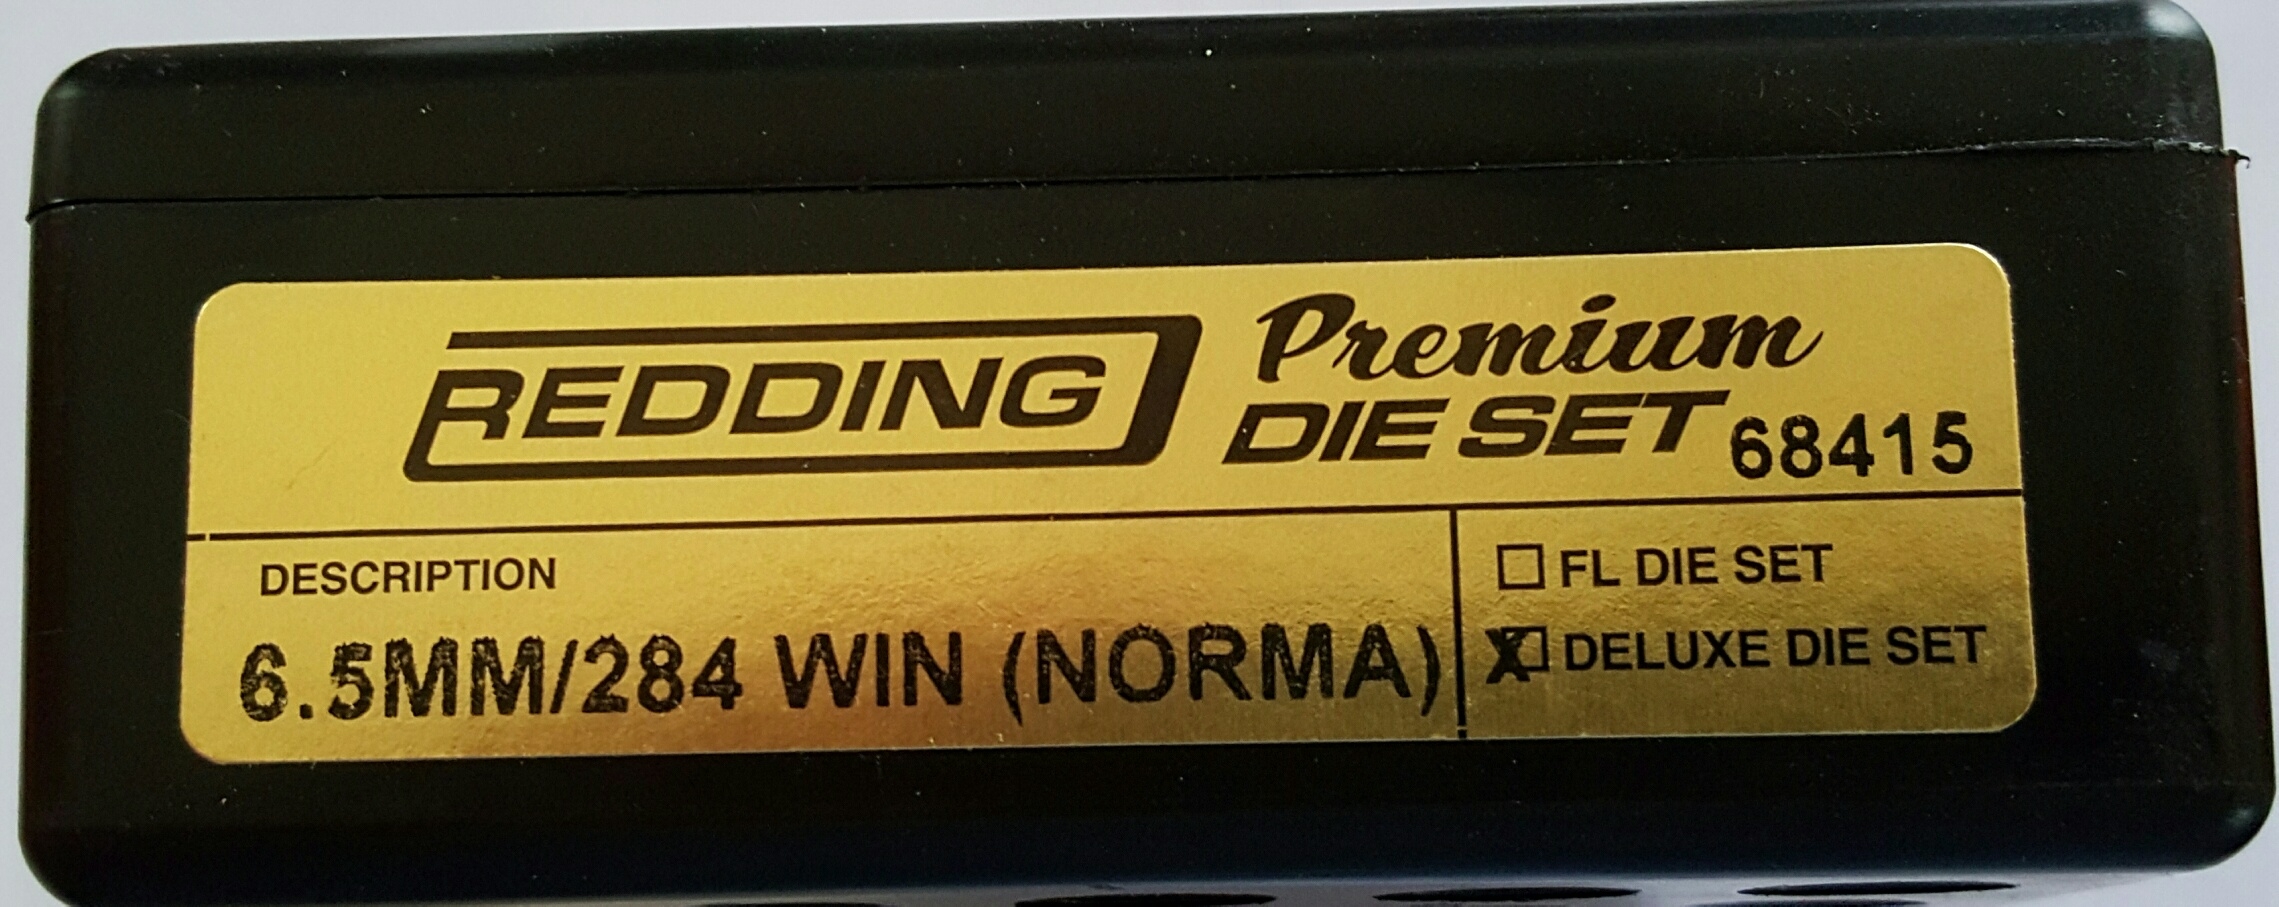 REDDING
Premium
DIE SET 68415
DESCRIPTION
6.5MM/284 WIN (NORMA)
FL DIE SET
X DELUXE DIE SET